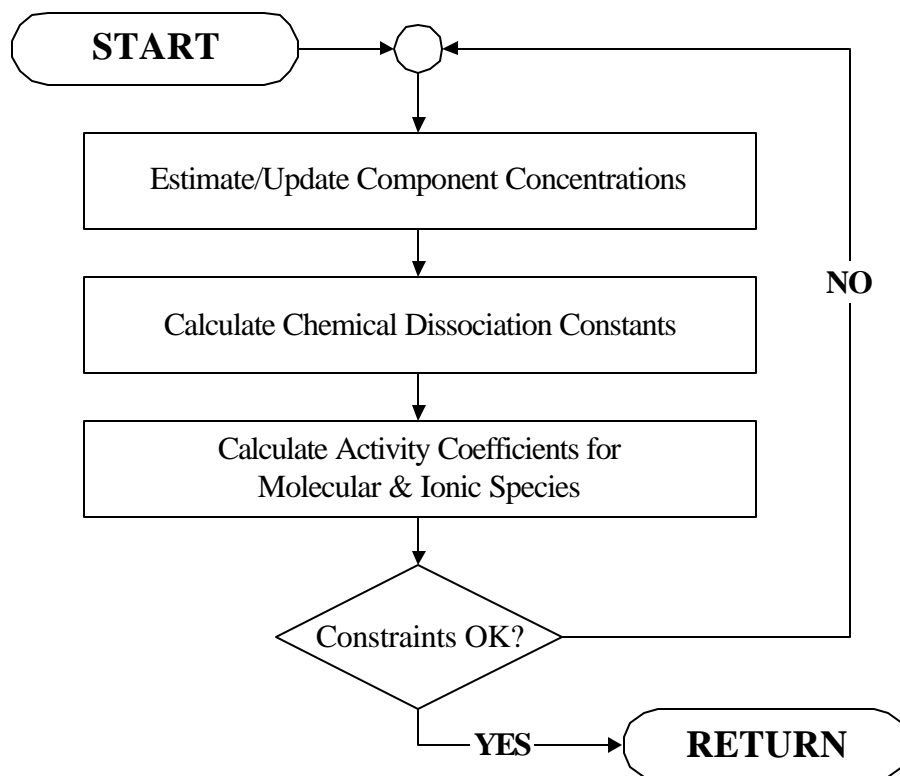 START
Estimate/Update Component Concentrations
Calculate Chemical Dissociation Constants
NO
Calculate Activity Coefficients for
Molecular & Ionic Species
Constraints OK?
YES
RETURN